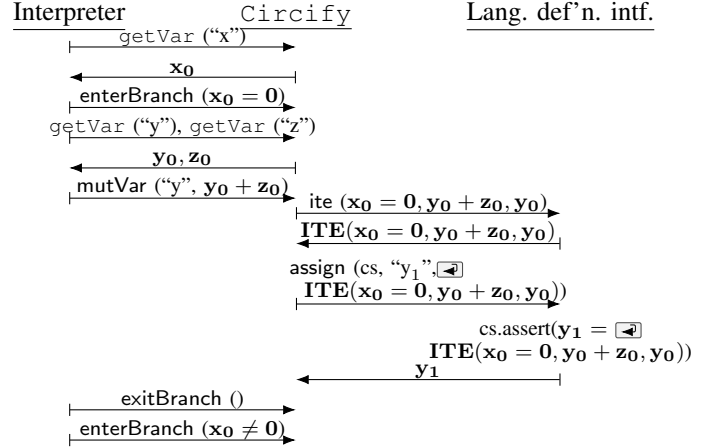 Interpreter Circify Lang. def'n. intf.
getVar (“x”)
x₀
enterBranch (x₀ = 0)
getVar (“y”), getVar (“z”)
y₀, z₀
mutVar (“y”, y₀ + z₀)
ite (x₀ = 0, y₀ + z₀, y₀)
ITE(x₀ = 0, y₀ + z₀, y₀)
assign (cs, “y₁”,
ITE(x₀ = 0, y₀ + z₀, y₀))
cs.assert(y₁ =
ITE(x₀ = 0, y₀ + z₀, y₀))
y₁
exitBranch ()
enterBranch (x₀ ≠ 0)